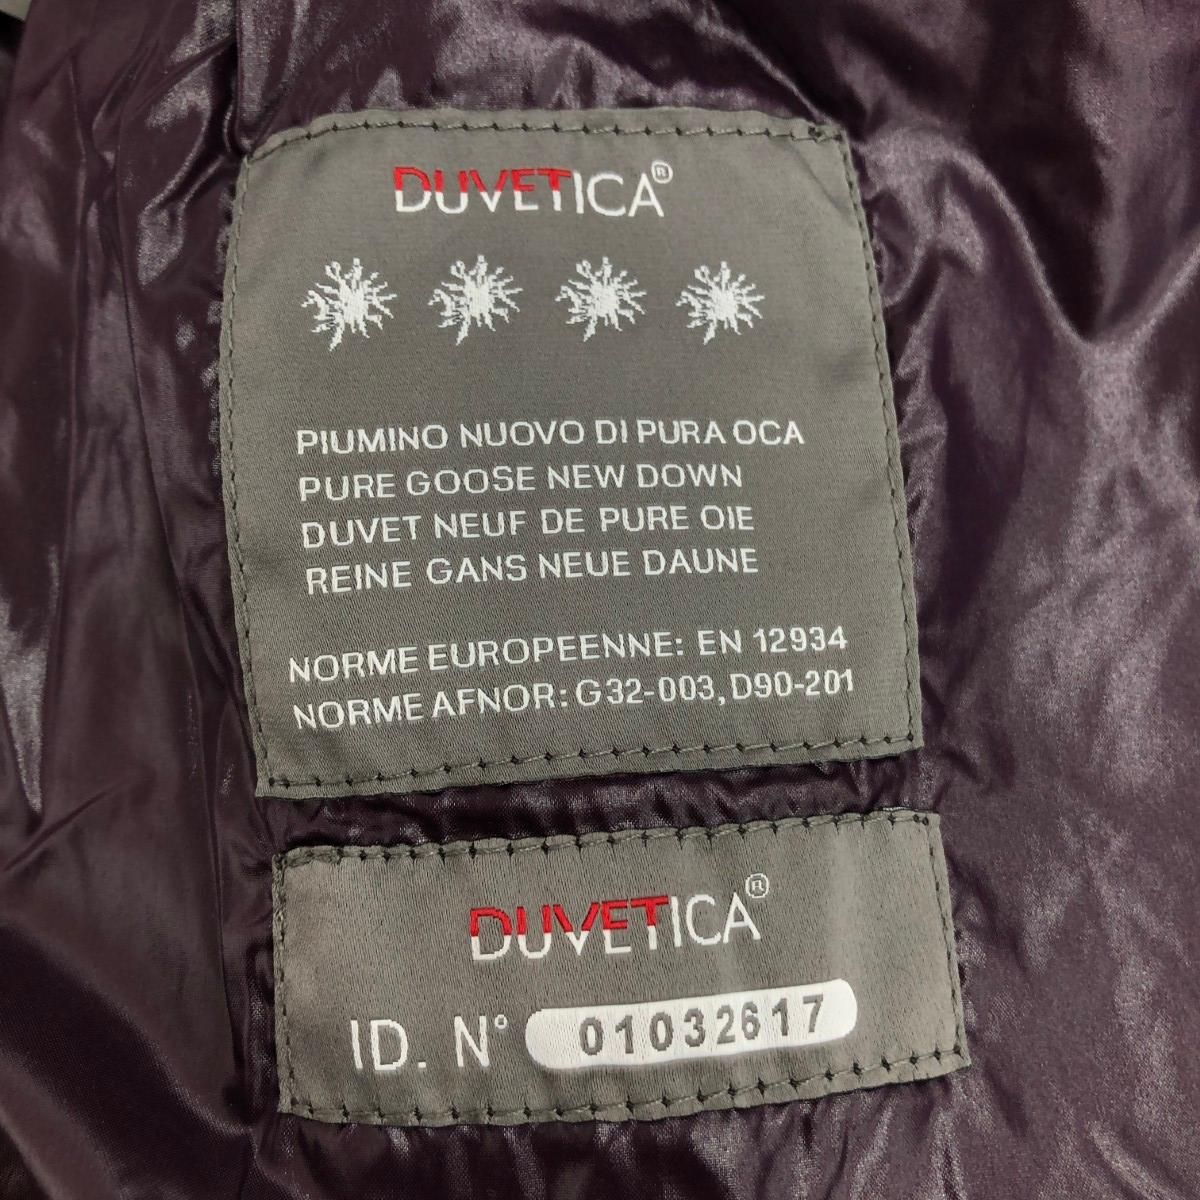 DUVETICA®
PIUMINO NUOVO DI PURA OCA
PURE GOOSE NEW DOWN
DUVET NEUF DE PURE OIE
REINE GANS NEUE DAUNE
NORME EUROPEENNE: EN 12934
NORME AFNOR: G32-003, D90-201
DUVETICA®
ID. N° 01032617